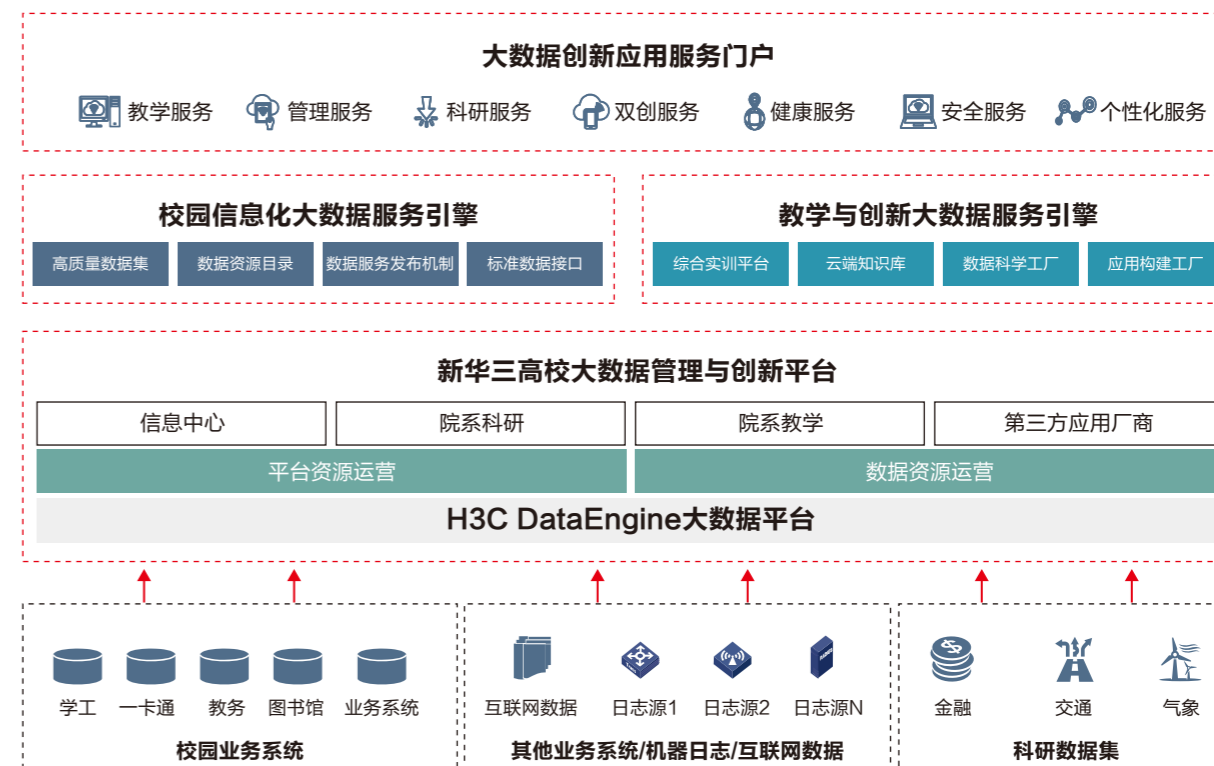 大数据创新应用服务门户
教学服务 管理服务 科研服务 双创服务 健康服务 安全服务 个性化服务
校园信息化大数据服务引擎
高质量数据集 数据资源目录 数据服务发布机制 标准数据接口
教学与创新大数据服务引擎
综合实训平台 云端知识库 数据科学工厂 应用构建工厂
新华三高校大数据管理与创新平台
信息中心 院系科研 院系教学 第三方应用厂商
平台资源运营 数据资源运营
H3C DataEngine大数据平台
学工 一卡通 教务 图书馆 业务系统
校园业务系统
互联网数据 日志源1 日志源2 日志源N
其他业务系统/机器日志/互联网数据
金融 交通 气象
科研数据集